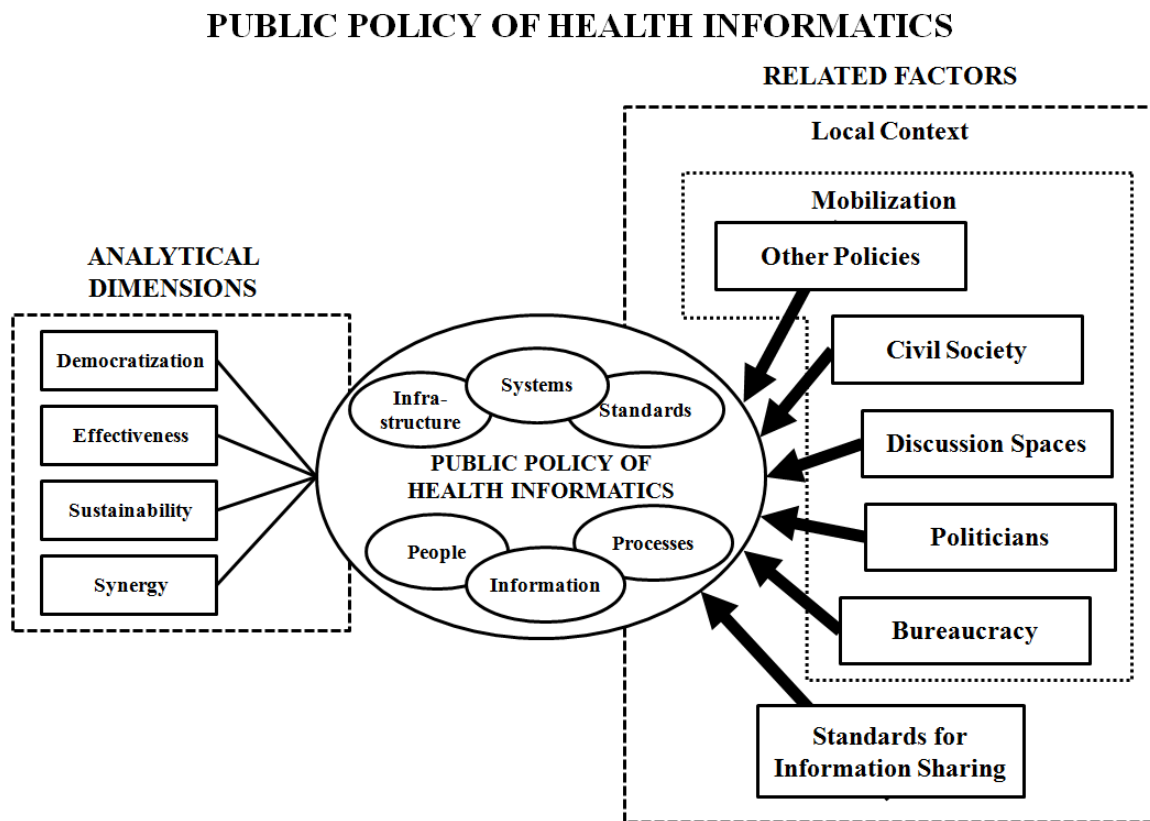 PUBLIC POLICY OF HEALTH INFORMATICS
RELATED FACTORS
Local Context
Mobilization
Other Policies
Civil Society
Discussion Spaces
Politicians
Bureaucracy
Standards for
Information Sharing
ANALYTICAL
DIMENSIONS
Democratization
Effectiveness
Sustainability
Synergy
Infra-
structure
Systems
Standards
PUBLIC POLICY OF
HEALTH INFORMATICS
People
Information
Processes